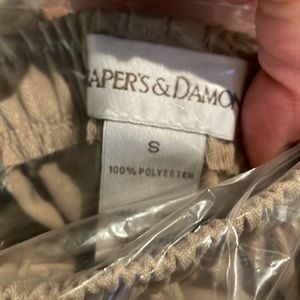 APER'S & DAMON
S
100% POLYESTER